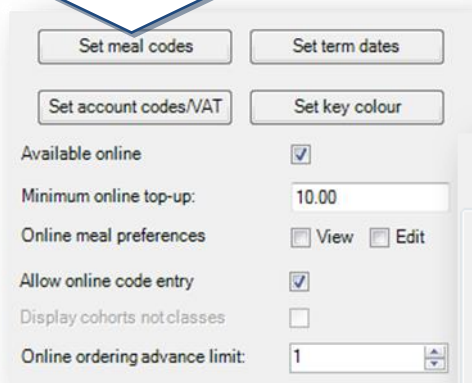 Set meal codes Set term dates
Set account codes/VAT Set key colour
Available online
Minimum online top-up: 10.00
Online meal preferences View Edit
Allow online code entry
Display cohorts not classes
Online ordering advance limit: 1